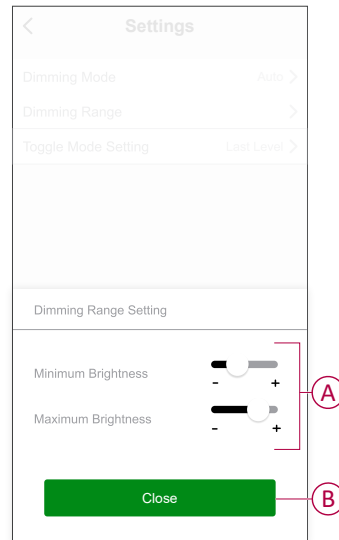 Settings
Dimming Mode Auto
Dimming Range
Toggle Mode Setting Last Level
Dimming Range Setting
Minimum Brightness
- +
A
Maximum Brightness
- +
Close
B